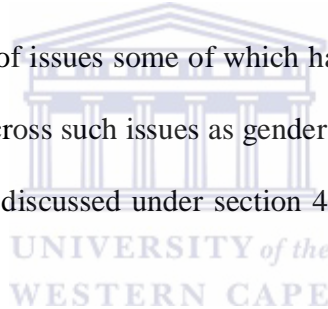 of issues some of which ha
cross such issues as gender
discussed under section 4
UNIVERSITY of the
WESTERN CAPE